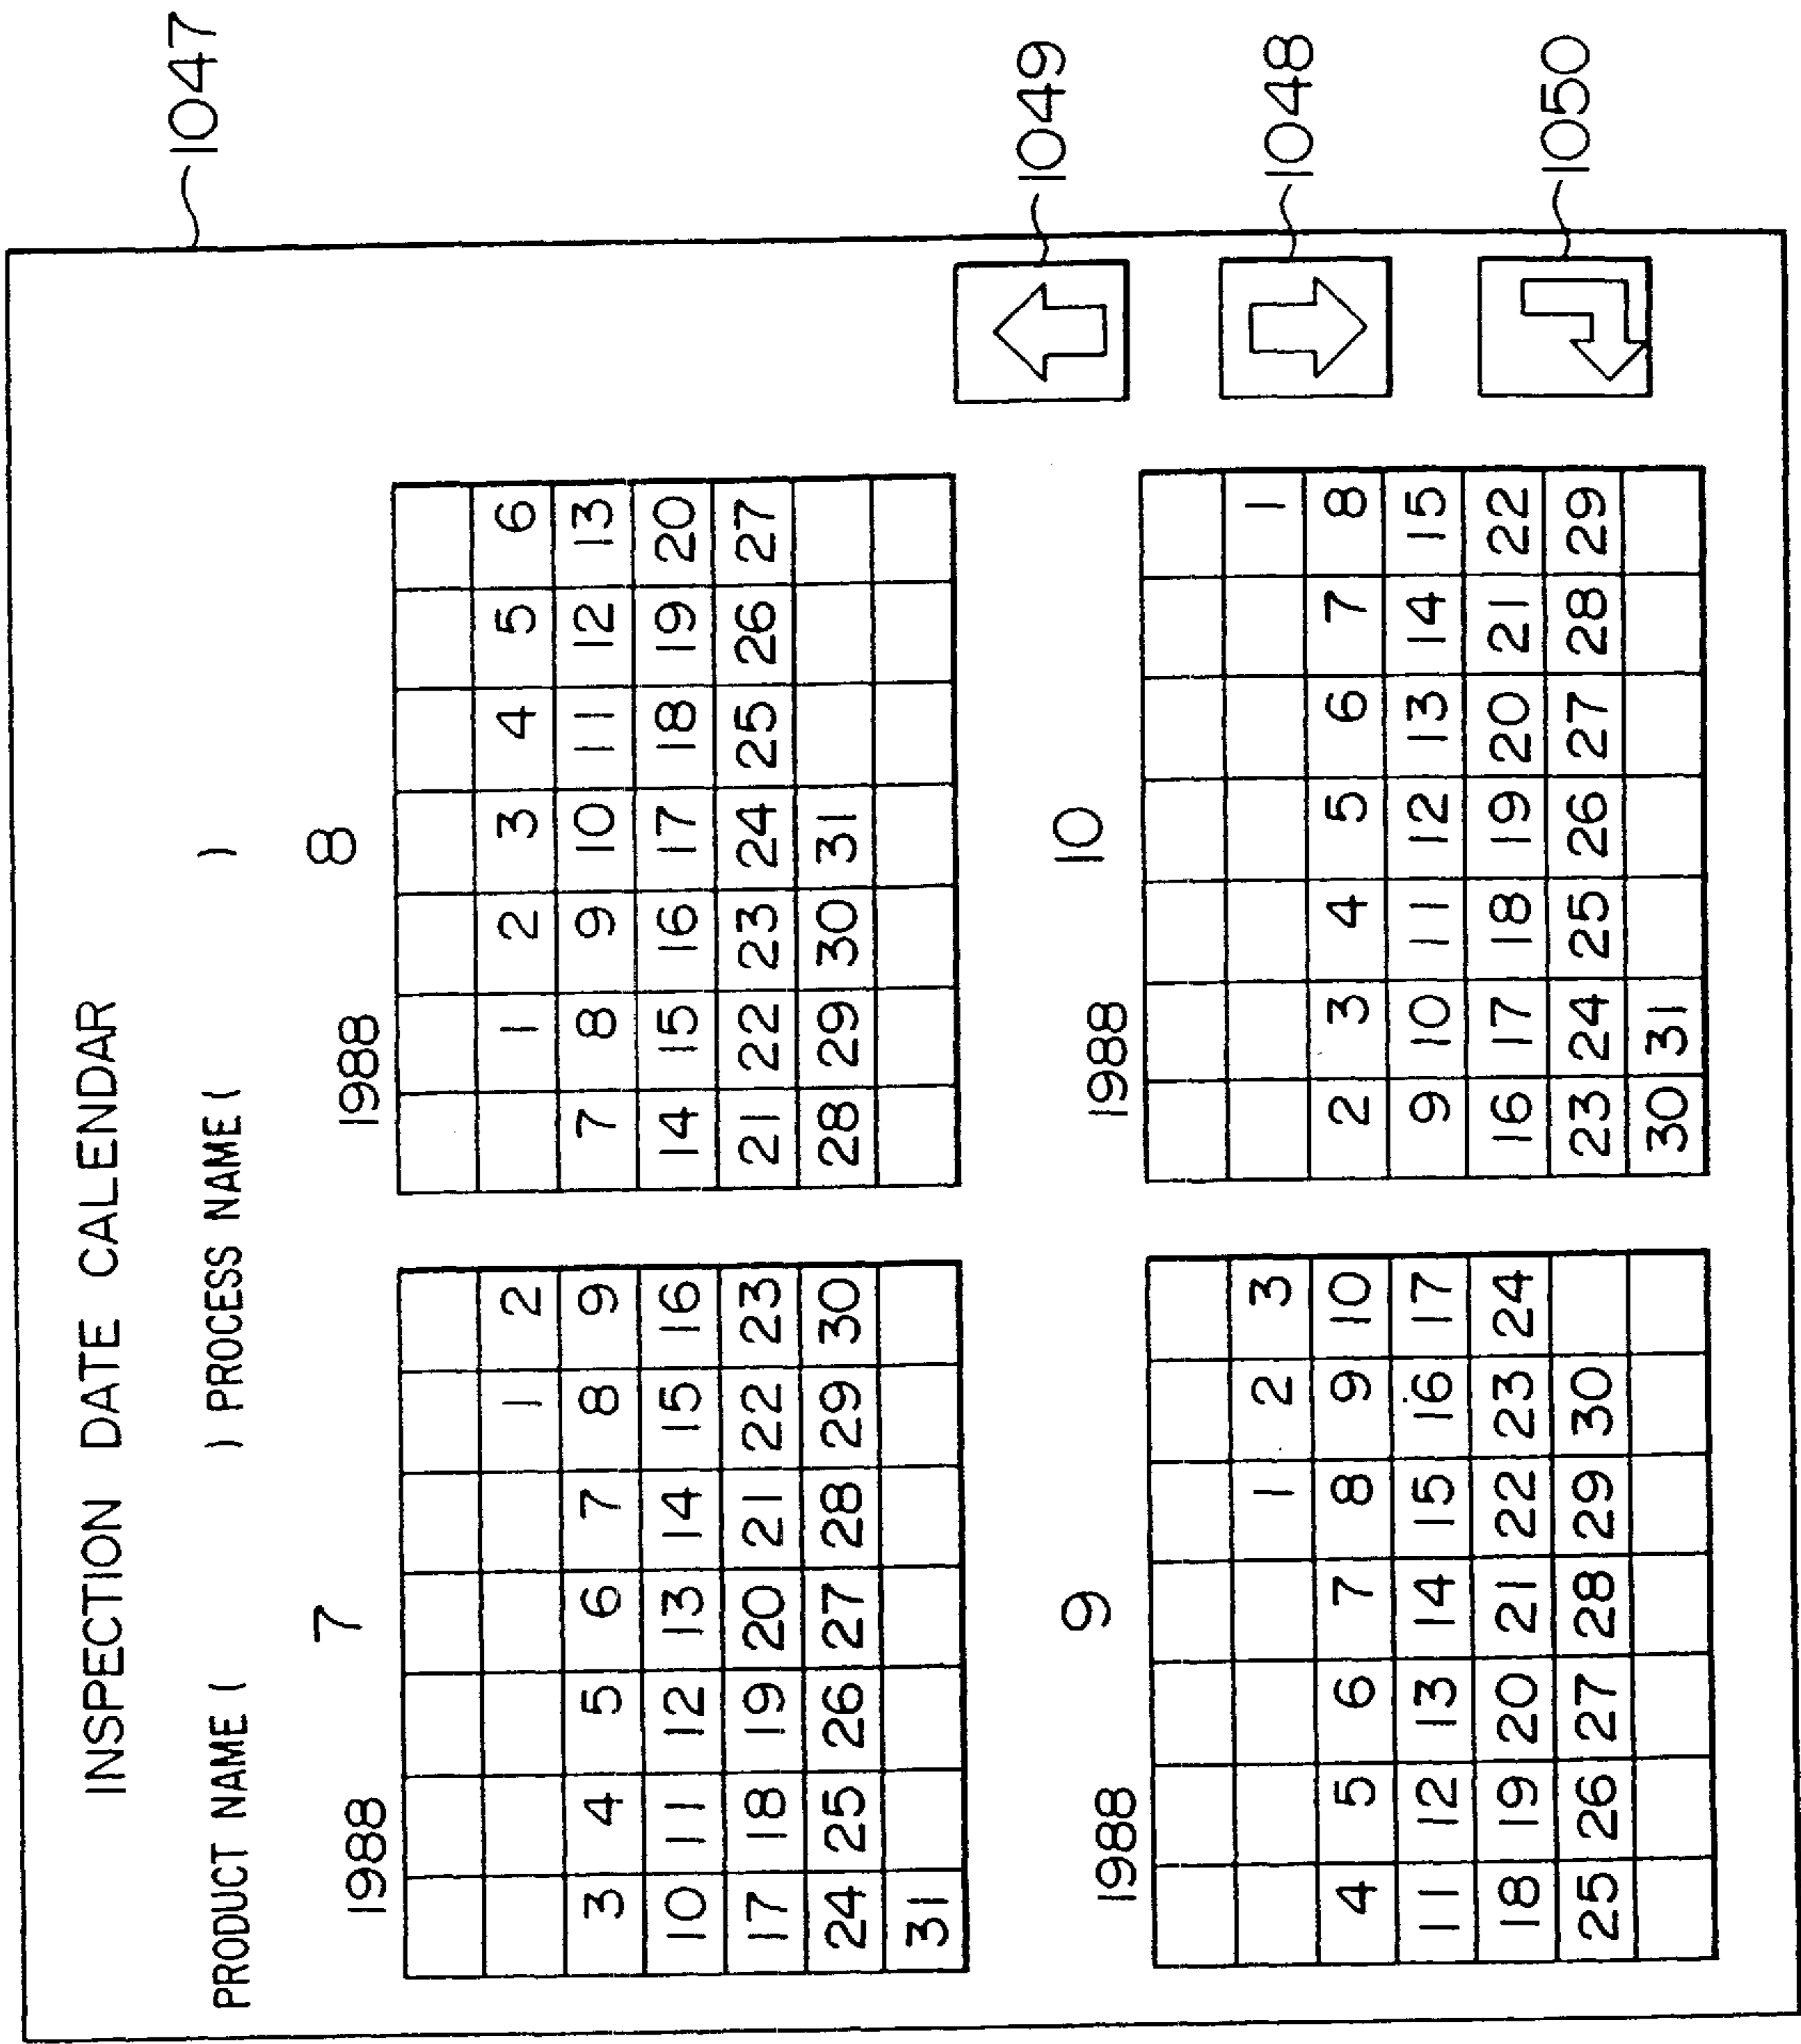 INSPECTION DATE CALENDAR
PRODUCT NAME ( ) PROCESS NAME ( )
1988 7
1 2
3 4 5 6 7 8 9
10 11 12 13 14 15 16
17 18 19 20 21 22 23
24 25 26 27 28 29 30
31
1988 8
1 2 3 4 5 6
7 8 9 10 11 12 13
14 15 16 17 18 19 20
21 22 23 24 25 26 27
28 29 30 31
1988 9
1 2 3
4 5 6 7 8 9 10
11 12 13 14 15 16 17
18 19 20 21 22 23 24
25 26 27 28 29 30
1988 10
1
2 3 4 5 6 7 8
9 10 11 12 13 14 15
16 17 18 19 20 21 22
23 24 25 26 27 28 29
30 31
1047
1049
1048
1050